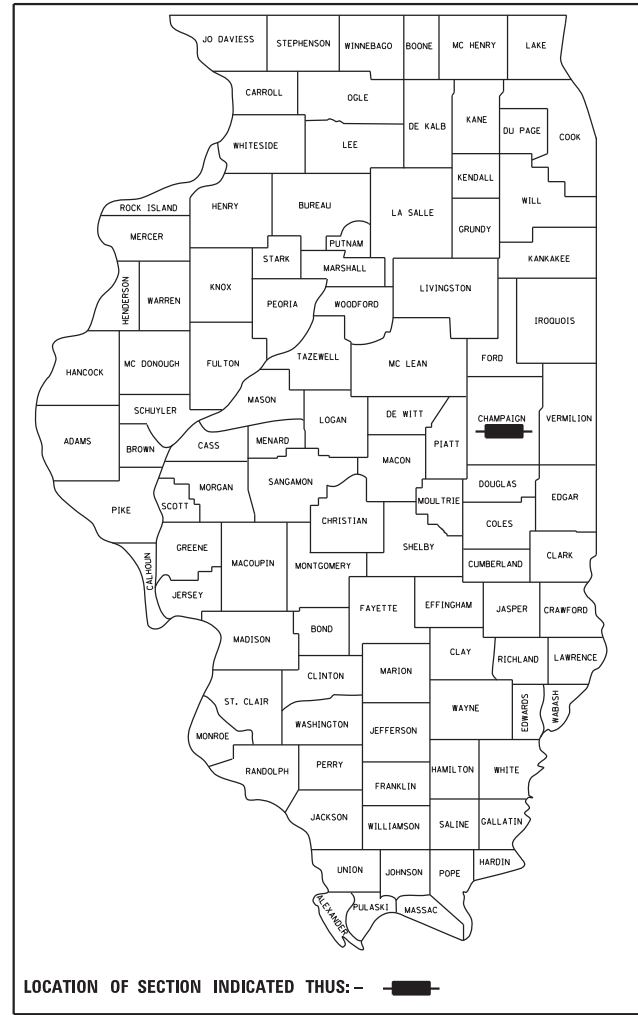 JO DAVIESS
STEPHENSON
WINNEBAGO
BOONE
MC HENRY
LAKE
CARROLL
OGLE
DE KALB
KANE
DU PAGE
COOK
WHITESIDE
LEE
KENDALL
WILL
ROCK ISLAND
HENRY
BUREAU
LA SALLE
GRUNDY
MERCER
PUTNAM
KANKAKEE
STARK
MARSHALL
HENDERSON
WARREN
KNOX
PEORIA
WOODFORD
LIVINGSTON
IROQUOIS
HANCOCK
MC DONOUGH
FULTON
TAZEWELL
MC LEAN
FORD
MASON
SCHUYLER
LOGAN
DE WITT
CHAMPAIGN
VERMILION
ADAMS
BROWN
CASS
MENARD
PIATT
MACON
SANGAMON
MORGAN
DOUGLAS
EDGAR
PIKE
SCOTT
CHRISTIAN
MOULTRIE
COLES
CALHOUN
GREENE
MACOUPIN
MONTGOMERY
SHELBY
CUMBERLAND
CLARK
JERSEY
FAYETTE
EFFINGHAM
JASPER
CRAWFORD
MADISON
BOND
CLAY
RICHLAND
LAWRENCE
CLINTON
MARION
ST. CLAIR
WAYNE
EDWARDS
WABASH
WASHINGTON
JEFFERSON
MONROE
RANDOLPH
PERRY
HAMILTON
WHITE
FRANKLIN
JACKSON
WILLIAMSON
SALINE
GALLATIN
UNION
JOHNSON
POPE
HARDIN
ALEXANDER
PULASKI
MASSAC
LOCATION OF SECTION INDICATED THUS: –